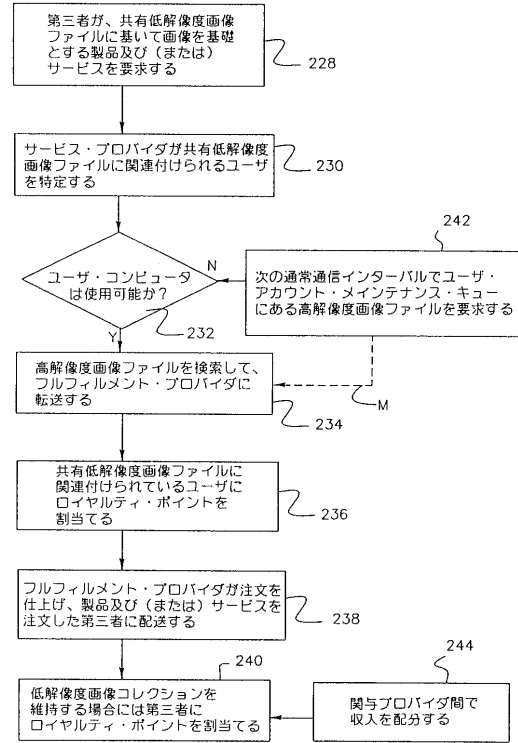 第三者が、共有低解像度画像
ファイルに基いて画像を基礎
とする製品及び(または)
サービスを要求する
228
サービス・プロバイダが共有低解像度
画像ファイルに関連付けられるユーザ
を特定する
230
242
ユーザ・コンピュータ
は使用可能か?
N
Y
232
次の通常通信インターバルでユーザ・
アカウント・メインテナンス・キュー
にある高解像度画像ファイルを要求する
高解像度画像ファイルを検索して、
フルフィルメント・プロバイダに
転送する
M
234
共有低解像度画像ファイルに
関連付けられているユーザに
ロイヤルティ・ポイントを
割当てる
236
フルフィルメント・プロバイダが注文を
仕上げ、製品及び(または)サービスを
注文した第三者に配送する
238
240
低解像度画像コレクションを
維持する場合には第三者に
ロイヤルティ・ポイントを割当てる
244
関与プロバイダ間で
収入を配分する